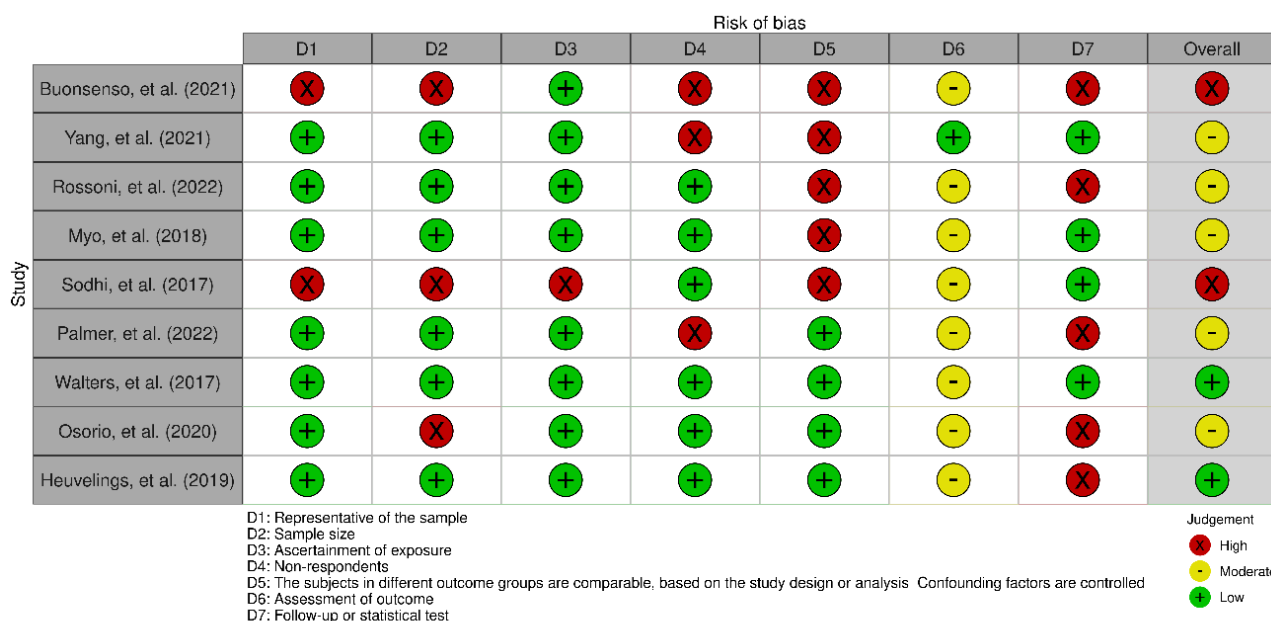 Risk of bias
D1 D2 D3 D4 D5 D6 D7 Overall
Study
Buonsenso, et al. (2021) X X + X X - X X
Yang, et al. (2021) + + + X X + + -
Rossoni, et al. (2022) + + + + X - X -
Myo, et al. (2018) + + + + X - + -
Sodhi, et al. (2017) X X X + X - + X
Palmer, et al. (2022) + + + X + - X -
Walters, et al. (2017) + + + + + - + +
Osorio, et al. (2020) + X + + + - X -
Heuvelings, et al. (2019) + + + + + - X +
D1: Representative of the sample
D2: Sample size
D3: Ascertainment of exposure
D4: Non-respondents
D5: The subjects in different outcome groups are comparable, based on the study design or analysis Confounding factors are controlled
D6: Assessment of outcome
D7: Follow-up or statistical test
Judgement
X High
- Moderate
+ Low